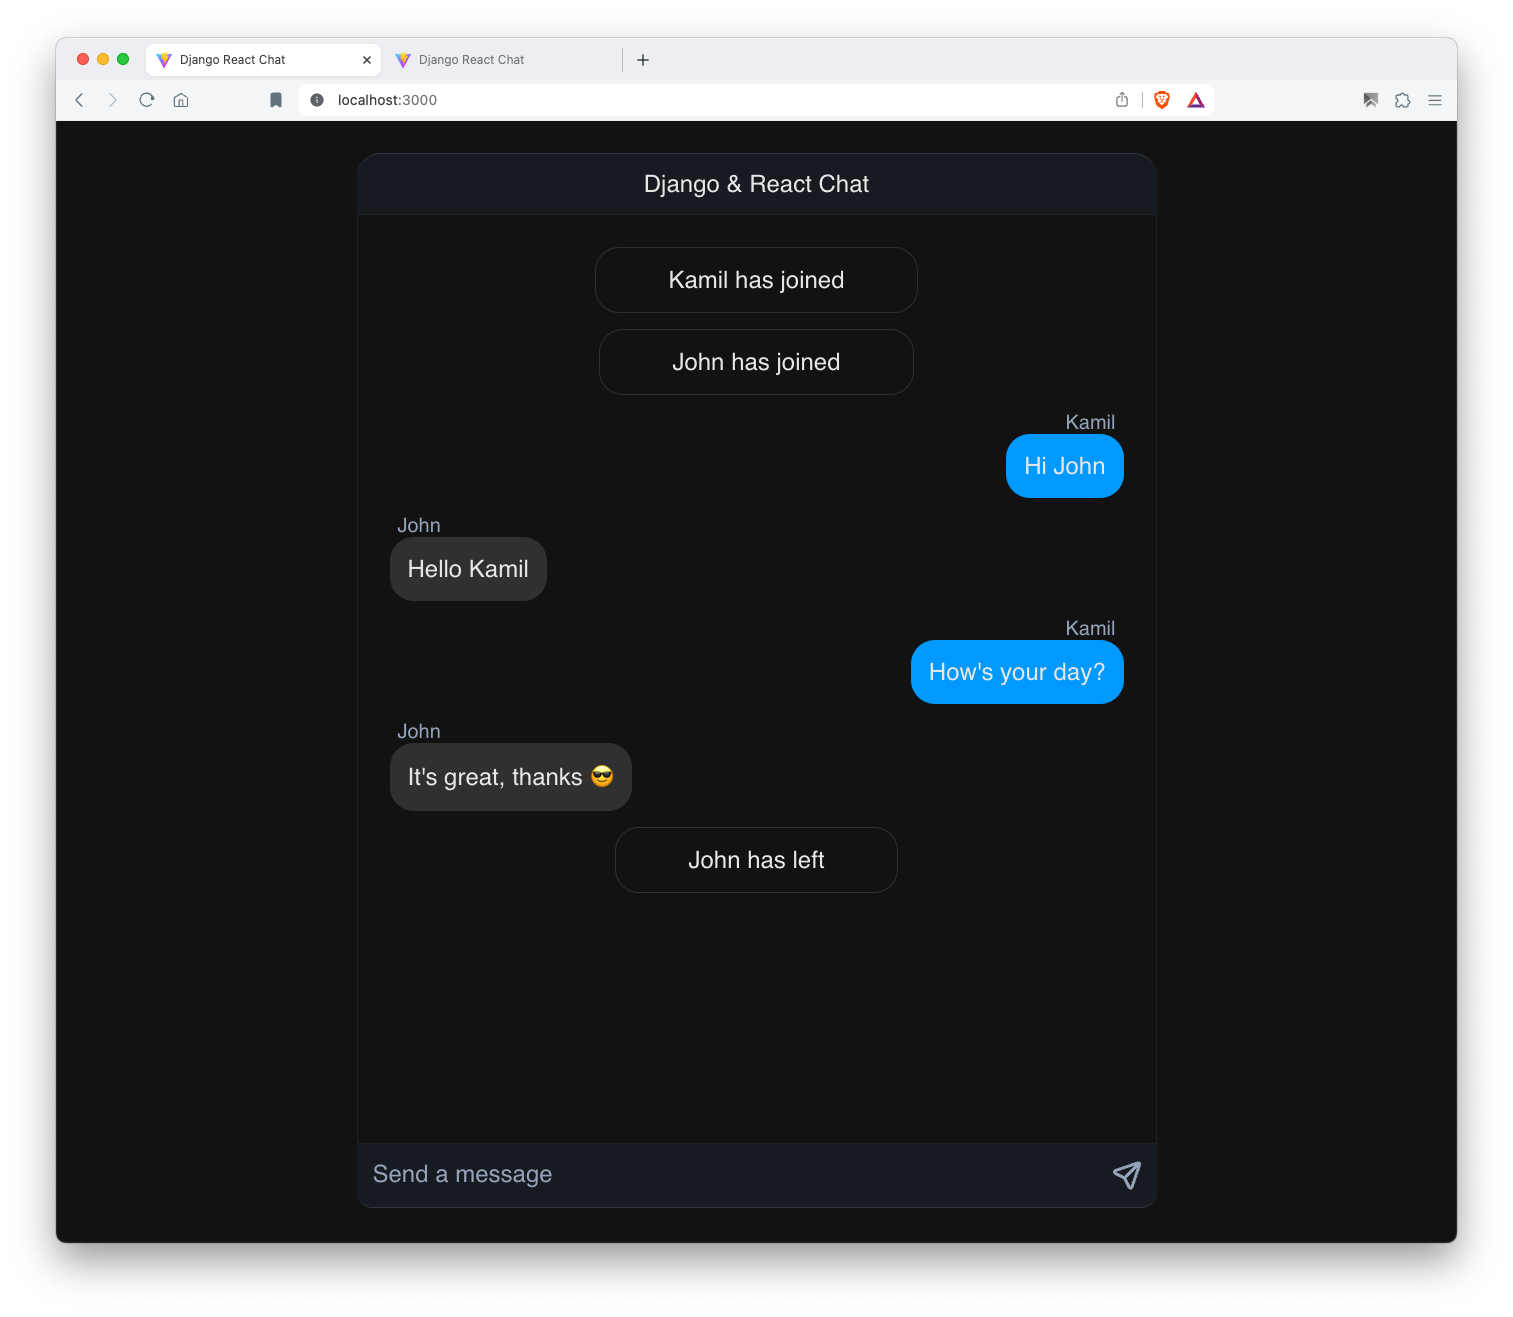 Django React Chat
Django React Chat
localhost:3000
Django & React Chat
Kamil has joined
John has joined
Kamil
Hi John
John
Hello Kamil
Kamil
How's your day?
John
It's great, thanks 😎
John has left
Send a message